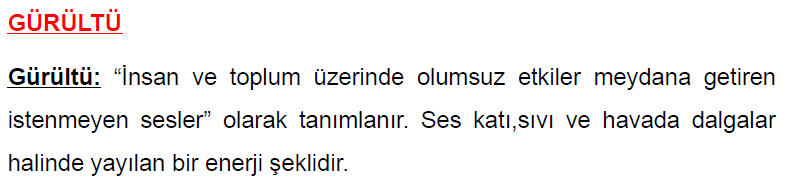 GÜRÜLTÜ
Gürültü: “İnsan ve toplum üzerinde olumsuz etkiler meydana getiren
istenmeyen sesler” olarak tanımlanır. Ses katı,sıvı ve havada dalgalar
halinde yayılan bir enerji şeklidir.